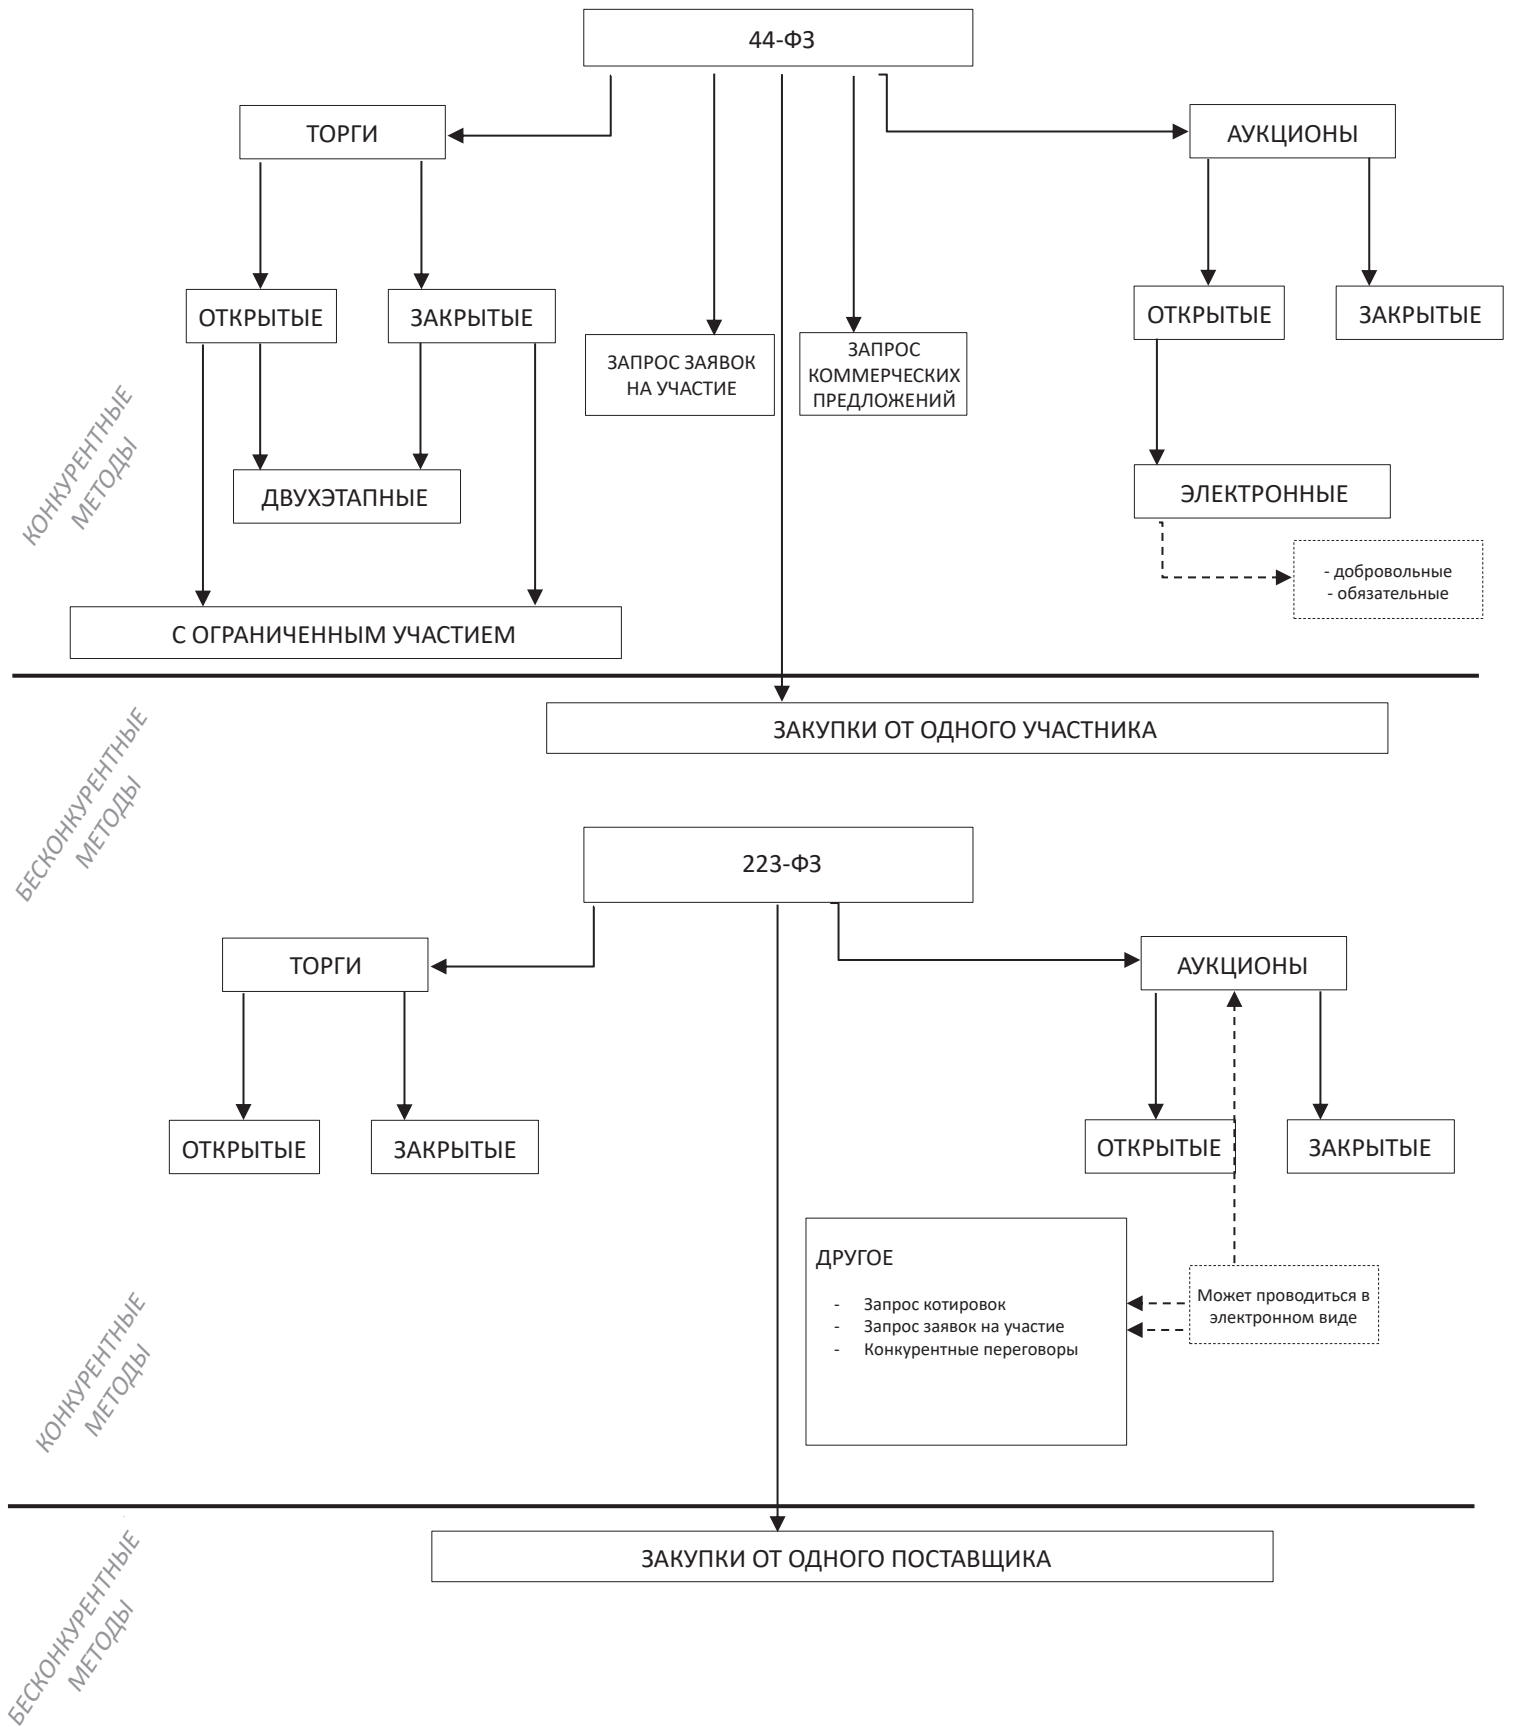 44-ФЗ
ТОРГИ
АУКЦИОНЫ
ОТКРЫТЫЕ
ЗАКРЫТЫЕ
ЗАПРОС ЗАЯВОК
НА УЧАСТИЕ
ЗАПРОС
КОММЕРЧЕСКИХ
ПРЕДЛОЖЕНИЙ
ОТКРЫТЫЕ
ЗАКРЫТЫЕ
КОНКУРЕНТНЫЕ
МЕТОДЫ
ДВУХЭТАПНЫЕ
ЭЛЕКТРОННЫЕ
- добровольные
- обязательные
С ОГРАНИЧЕННЫМ УЧАСТИЕМ
ЗАКУПКИ ОТ ОДНОГО УЧАСТНИКА
БЕСКОНКУРЕНТНЫЕ
МЕТОДЫ
223-ФЗ
ТОРГИ
АУКЦИОНЫ
ОТКРЫТЫЕ
ЗАКРЫТЫЕ
ОТКРЫТЫЕ
ЗАКРЫТЫЕ
ДРУГОЕ
- Запрос котировок
- Запрос заявок на участие
- Конкурентные переговоры
Может проводиться в
электронном виде
КОНКУРЕНТНЫЕ
МЕТОДЫ
ЗАКУПКИ ОТ ОДНОГО ПОСТАВЩИКА
БЕСКОНКУРЕНТНЫЕ
МЕТОДЫ